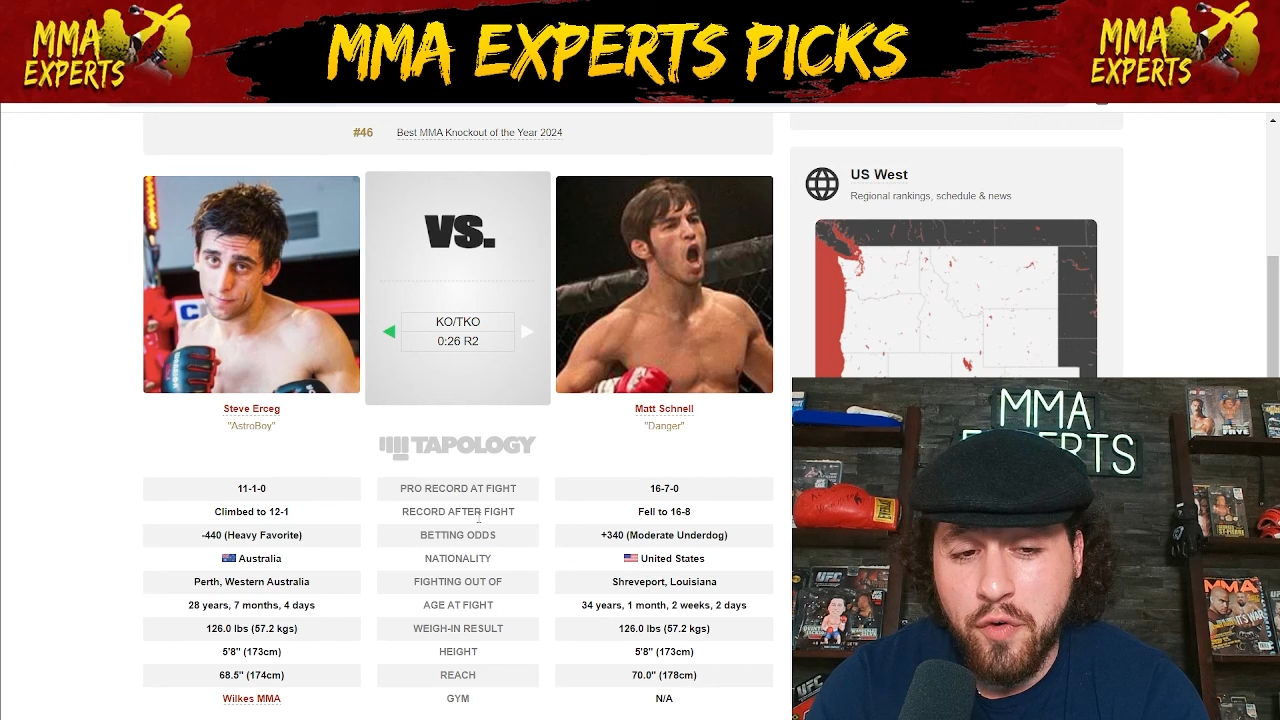 MMA
EXPERTS
MMA EXPERTS PICKS
MMA
EXPERTS
#46 Best MMA Knockout of the Year 2024
US West
Regional rankings, schedule & news
VS.
KO/TKO
0:26 R2
Steve Erceg Matt Schnell
"AstroBoy" "Danger"
TAPOLOGY
11-1-0 PRO RECORD AT FIGHT 16-7-0
Climbed to 12-1 RECORD AFTER FIGHT Fell to 16-8
-440 (Heavy Favorite) BETTING ODDS +340 (Moderate Underdog)
Australia NATIONALITY United States
Perth, Western Australia FIGHTING OUT OF Shreveport, Louisiana
28 years, 7 months, 4 days AGE AT FIGHT 34 years, 1 month, 2 weeks, 2 days
126.0 lbs (57.2 kgs) WEIGH-IN RESULT 126.0 lbs (57.2 kgs)
5'8" (173cm) HEIGHT 5'8" (173cm)
68.5" (174cm) REACH 70.0" (178cm)
Wilkes MMA GYM N/A
MMA
EXPERTS
FRYE
UFC
MMA
IT'S WAR
UFC